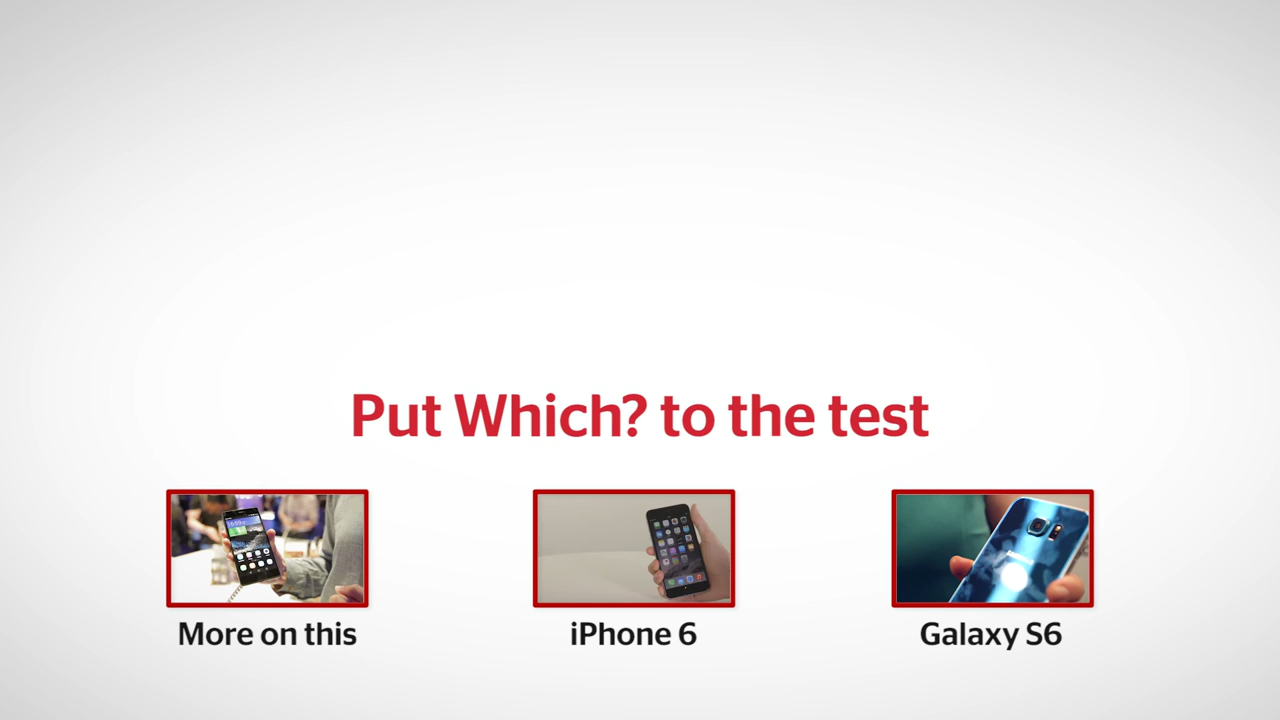 Put Which? to the test
More on this
iPhone 6
Galaxy S6